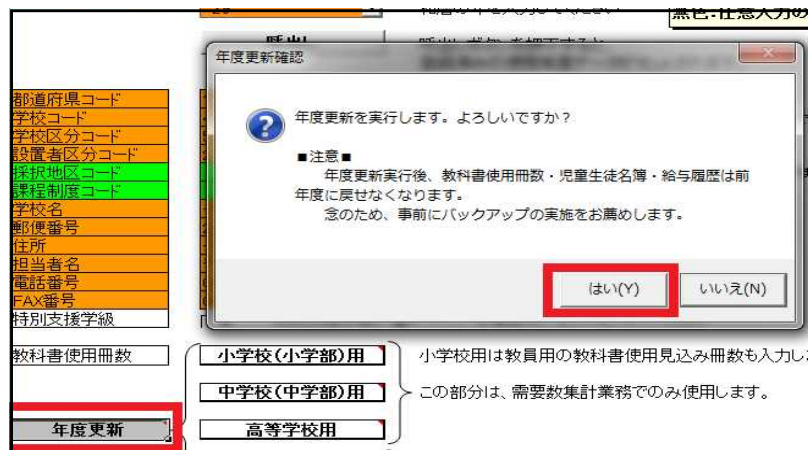 無色:任意入力の
呼出
年度更新確認
都道府県コード
学校コード
学校区分コード
設置者区分コード
採択地区コード
課程制度コード
学校名
郵便番号
住所
担当者名
電話番号
FAX番号
特別支援学級
年度更新を実行します。よろしいですか?
■注意■
年度更新実行後、教科書使用冊数・児童生徒名簿・給与履歴は前
年度に戻せなくなります。
念のため、事前にバックアップの実施をお薦めします。
はい(Y)
いいえ(N)
教科書使用冊数
小学校(小学部)用
小学校用は教員用の教科書使用見込み冊数も入力し
中学校(中学部)用
この部分は、需要数集計業務でのみ使用します。
年度更新
高等学校用